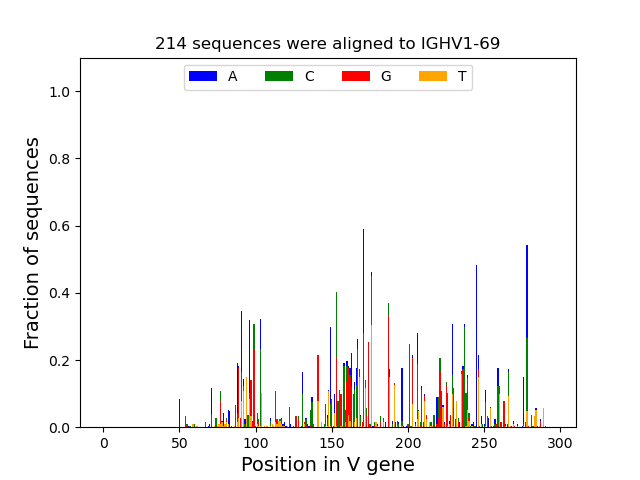 214 sequences were aligned to IGHV1-69
A C G T
1.0
0.8
0.6
0.4
0.2
0.0
Fraction of sequences
0 50 100 150 200 250 300
Position in V gene